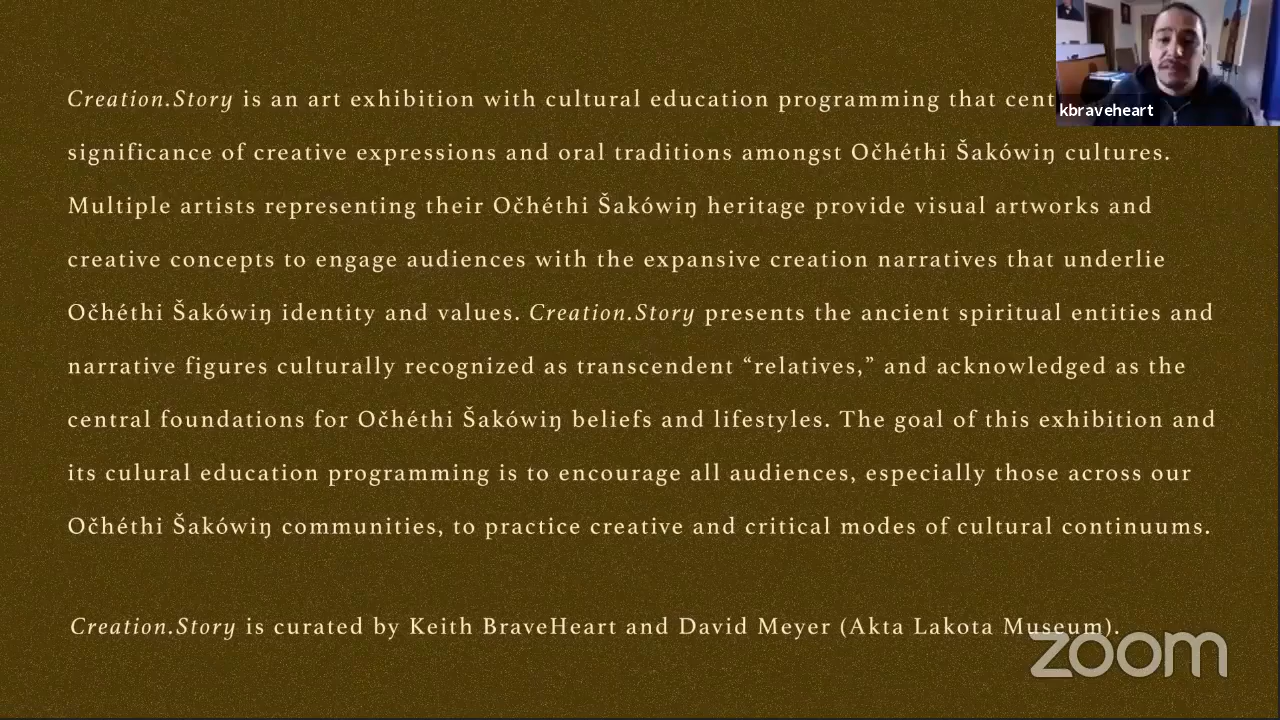 Creation.Story is an art exhibition with cultural education programming that cent
kbraveheart
significance of creative expressions and oral traditions amongst Očhéthi Šakówiŋ cultures.
Multiple artists representing their Očhéthi Šakówiŋ heritage provide visual artworks and
creative concepts to engage audiences with the expansive creation narratives that underlie
Očhéthi Šakówiŋ identity and values. Creation.Story presents the ancient spiritual entities and
narrative figures culturally recognized as transcendent “relatives,” and acknowledged as the
central foundations for Očhéthi Šakówiŋ beliefs and lifestyles. The goal of this exhibition and
its culural education programming is to encourage all audiences, especially those across our
Očhéthi Šakówiŋ communities, to practice creative and critical modes of cultural continuums.
Creation.Story is curated by Keith BraveHeart and David Meyer (Akta Lakota Museum).
zoom